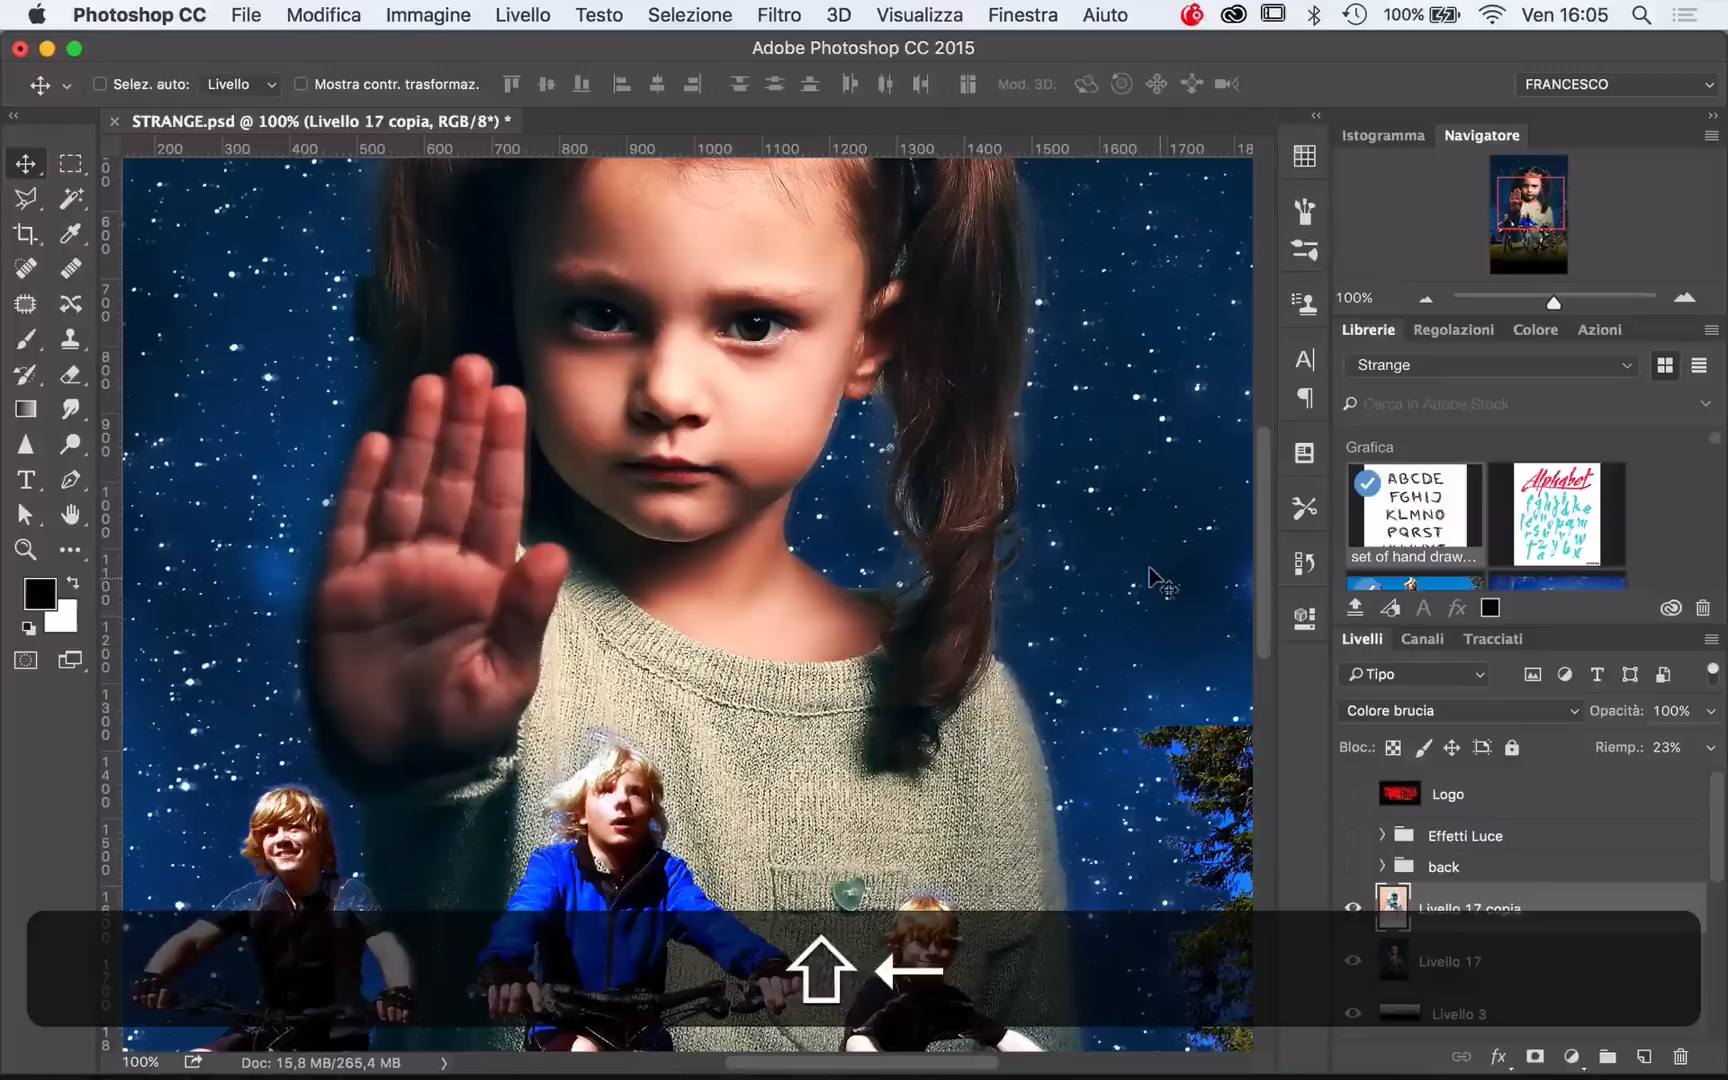 Photoshop CC File Modifica Immagine Livello Testo Selezione Filtro 3D Visualizza Finestra Aiuto 100% Ven 16:05
Adobe Photoshop CC 2015
Selez. auto: Livello Mostra contr. trasformaz. Mod. 3D: FRANCESCO
STRANGE.psd @ 100% (Livello 17 copia, RGB/8*) *
200 300 400 500 600 700 800 900 1000 1100 1200 1300 1400 1500 1600 1700 18
Istogramma Navigatore
100%
Librerie Regolazioni Colore Azioni
Strange
Cerca in Adobe Stock
Grafica
ABCDE
FGHIJ
KLMNO
PQRST
Alphabet
set of hand draw...
Livelli Canali Tracciati
Tipo
Colore brucia Opacità: 100%
Bloc.: Riemp.: 23%
Logo
Effetti Luce
back
Livello 17 copia
Livello 17
Livello 3
100% Doc: 15,8 MB/265,4 MB